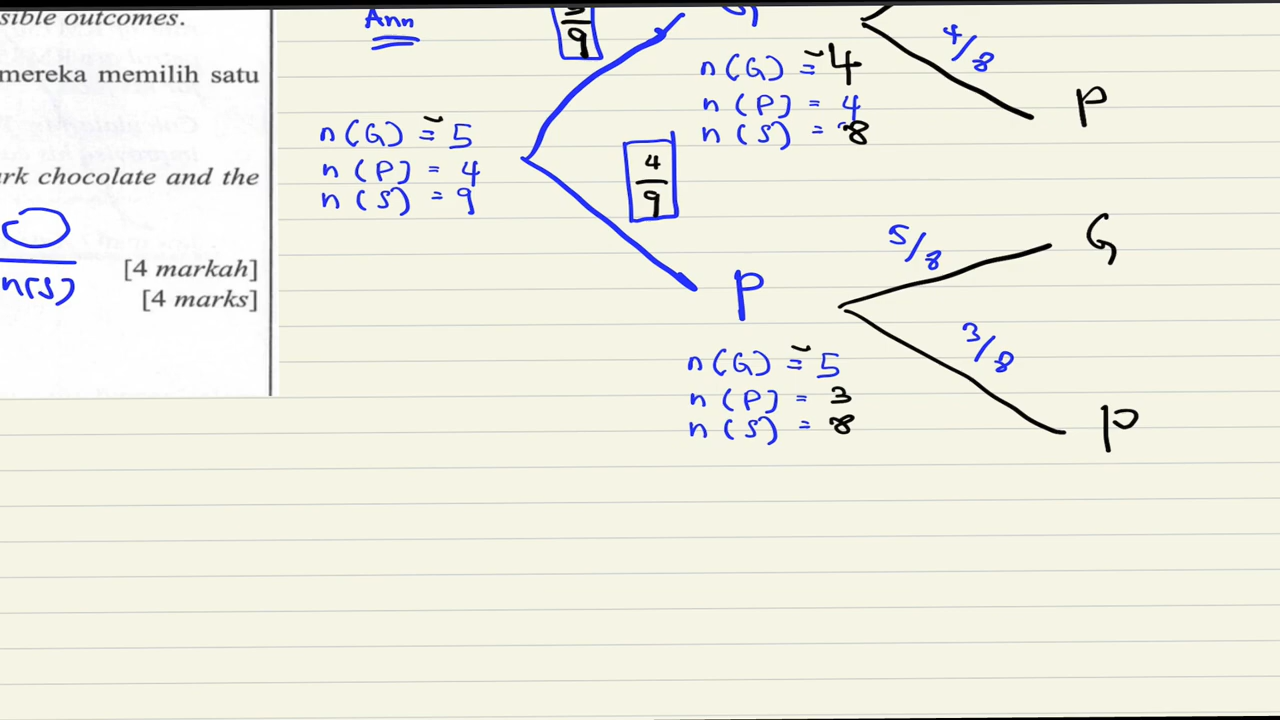 sible outcomes.
mereka memilih satu
rk chocolate and the
n(S)
[4 markah]
[4 marks]
Ann
9
n(G) = 5
n(P) = 4
n(S) = 9
4/9
n(G) = 4
n(P) = 4
n(S) = 8
4/8
P
P
n(G) = 5
n(P) = 3
n(S) = 8
5/8
G
3/8
P